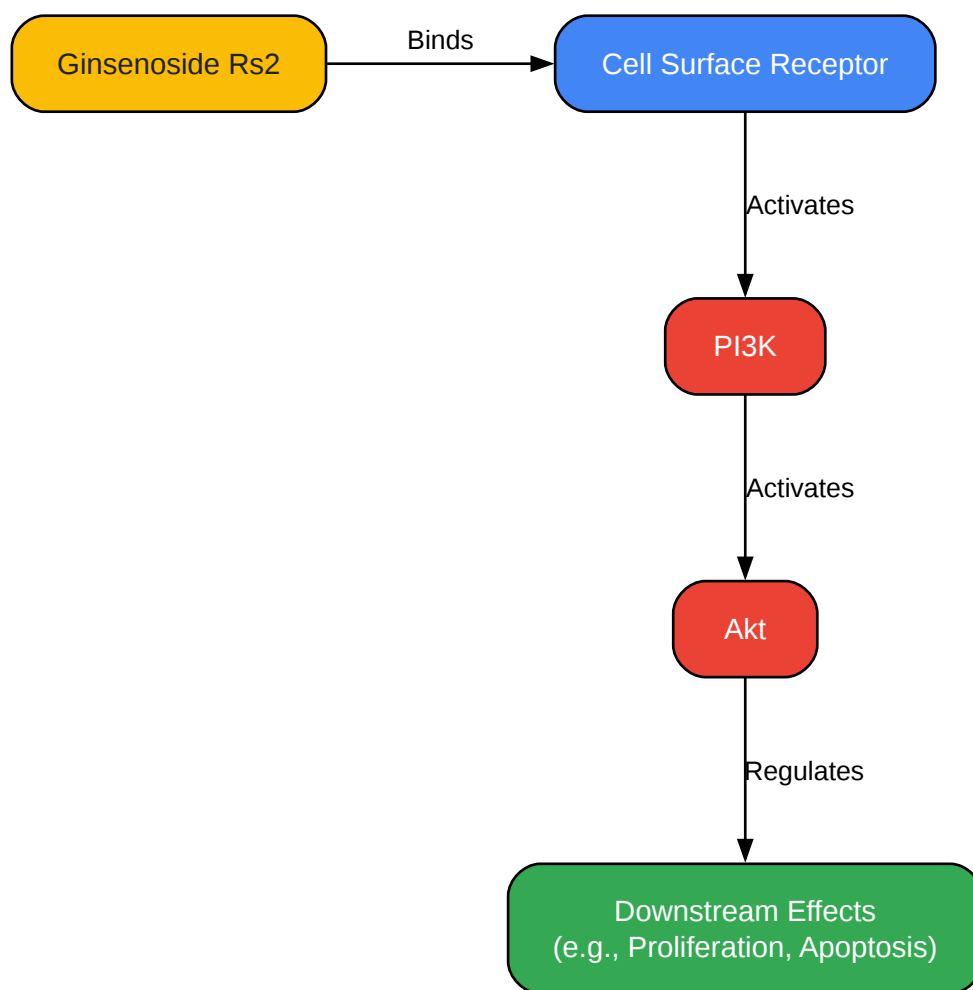 Ginsenoside Rs2
Binds
Cell Surface Receptor
Activates
PI3K
Activates
Akt
Regulates
Downstream Effects
(e.g., Proliferation, Apoptosis)